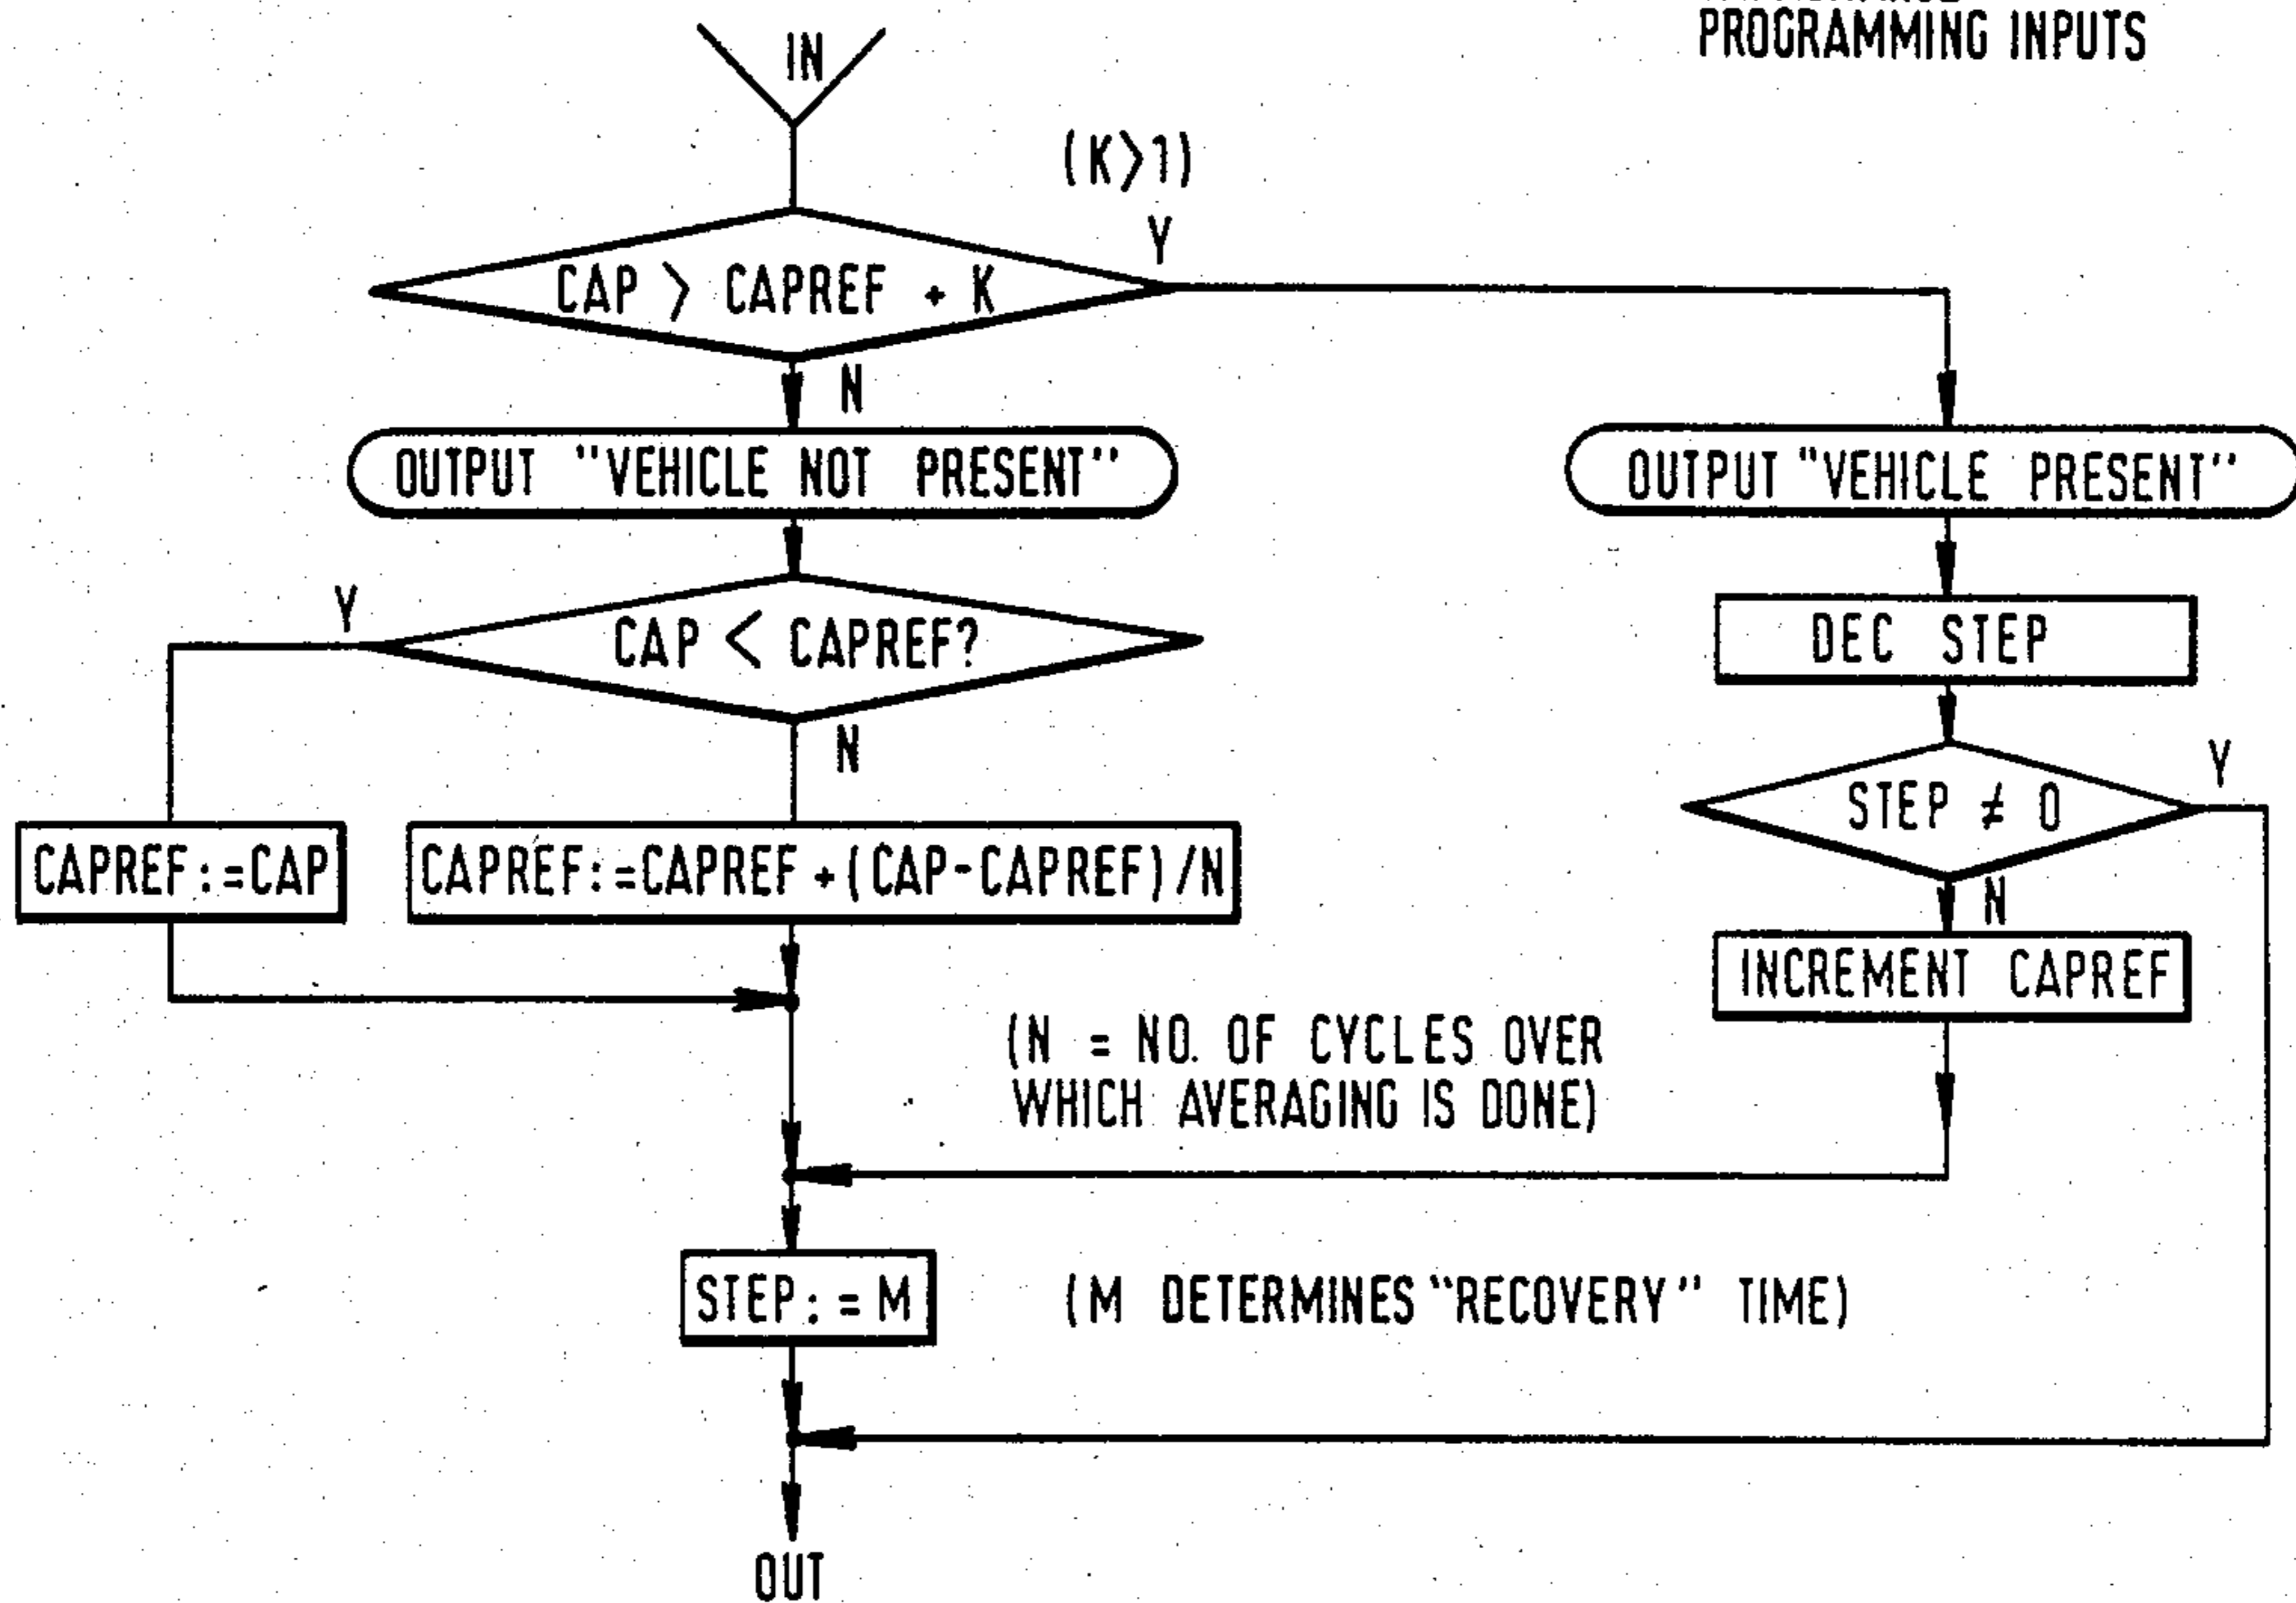 PROGRAMMING INPUTS
IN
(K>1)
Y
CAP > CAPREF + K
N
OUTPUT "VEHICLE NOT PRESENT"
OUTPUT "VEHICLE PRESENT"
Y
CAP < CAPREF?
DEC STEP
N
Y
STEP ≠ 0
CAPREF:=CAP
CAPREF:=CAPREF+(CAP-CAPREF)/N
N
INCREMENT CAPREF
(N = NO. OF CYCLES OVER
WHICH AVERAGING IS DONE)
STEP:=M
(M DETERMINES "RECOVERY" TIME)
OUT